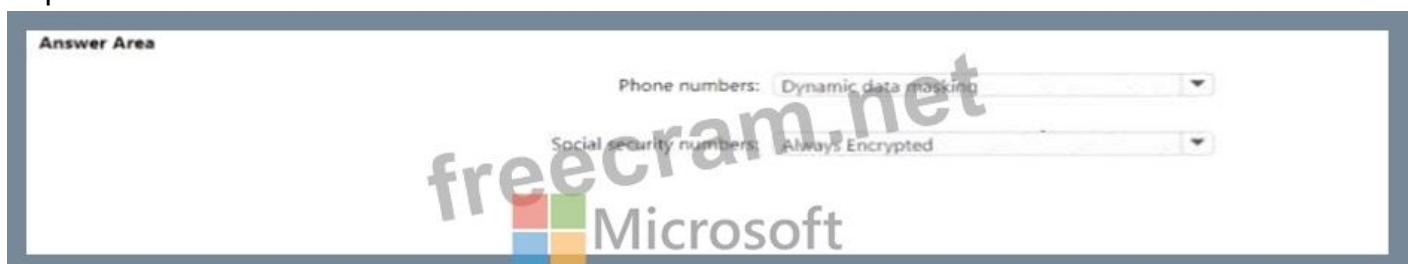 Answer Area
Phone numbers: Dynamic data masking
Social security numbers: Always Encrypted
freecram.net
Microsoft